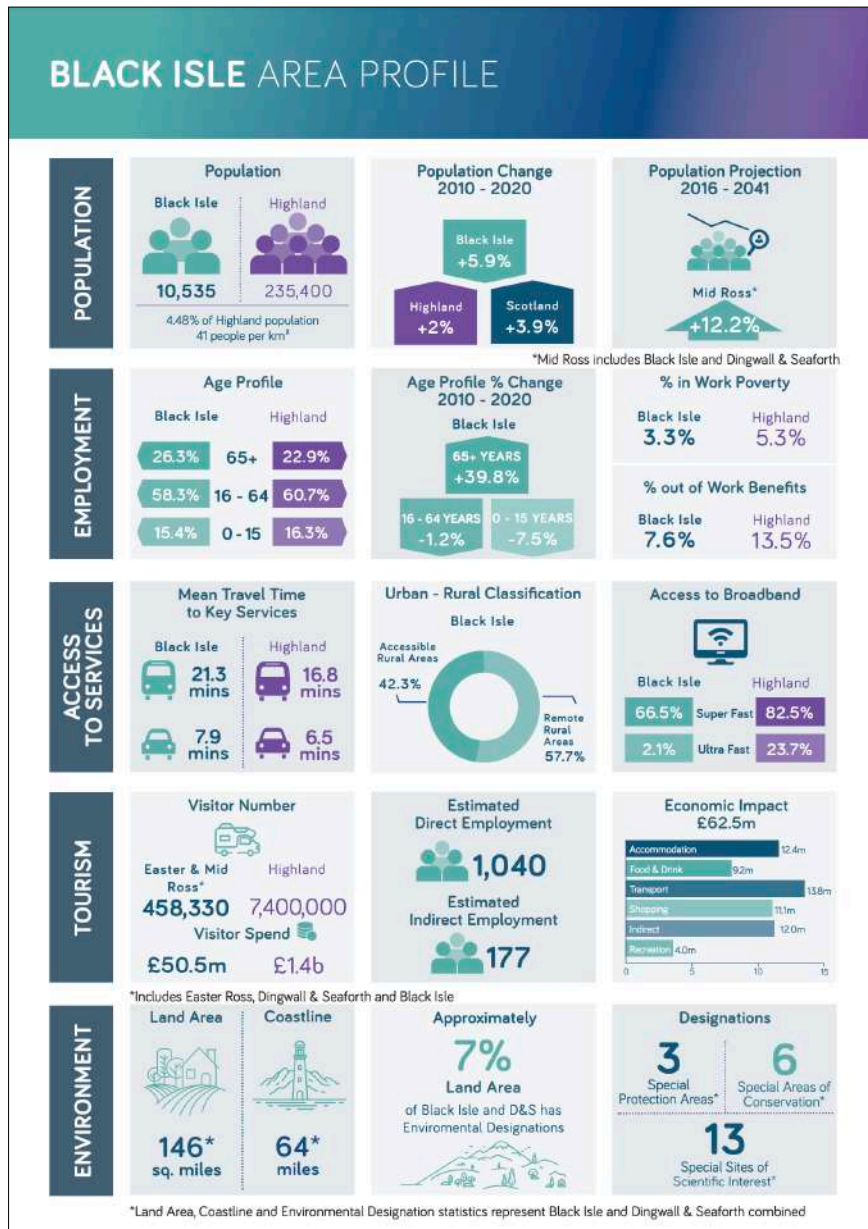 BLACK ISLE AREA PROFILE
POPULATION
Population
Black Isle
Highland
10,535
235,400
4.48% of Highland population
41 people per km²
Population Change
2010 - 2020
Black Isle
+5.9%
Highland
+2%
Scotland
+3.9%
Population Projection
2016 - 2041
Mid Ross*
+12.2%
*Mid Ross includes Black Isle and Dingwall & Seaforth
EMPLOYMENT
Age Profile
Black Isle
Highland
26.3% 65+ 22.9%
58.3% 16 - 64 60.7%
15.4% 0 - 15 16.3%
Age Profile % Change
2010 - 2020
Black Isle
65+ YEARS
+39.8%
16 - 64 YEARS
-1.2%
0 - 15 YEARS
-7.5%
% in Work Poverty
Black Isle
3.3%
Highland
5.3%
% out of Work Benefits
Black Isle
7.6%
Highland
13.5%
ACCESS
TO SERVICES
Mean Travel Time
to Key Services
Black Isle
Highland
21.3
mins
16.8
mins
7.9
mins
6.5
mins
Urban - Rural Classification
Black Isle
Accessible
Rural Areas
42.3%
Remote
Rural
Areas
57.7%
Access to Broadband
Black Isle
Highland
66.5% Super Fast 82.5%
2.1% Ultra Fast 23.7%
TOURISM
Visitor Number
Easter & Mid
Ross*
Highland
458,330
7,400,000
Visitor Spend
£50.5m
£1.4b
Estimated
Direct Employment
1,040
Estimated
Indirect Employment
177
Economic Impact
£62.5m
Accommodation 12.4m
Food & Drink 9.2m
Transport 13.8m
Shopping 11.1m
Indirect 12.0m
Recreation 4.0m
0 5 10 15
*Includes Easter Ross, Dingwall & Seaforth and Black Isle
ENVIRONMENT
Land Area
146*
sq. miles
Coastline
64*
miles
Approximately
7%
Land Area
of Black Isle and D&S has
Enviromental Designations
Designations
3
Special
Protection Areas*
6
Special Areas of
Conservation*
13
Special Sites of
Scientific Interest*
*Land Area, Coastline and Environmental Designation statistics represent Black Isle and Dingwall & Seaforth combined